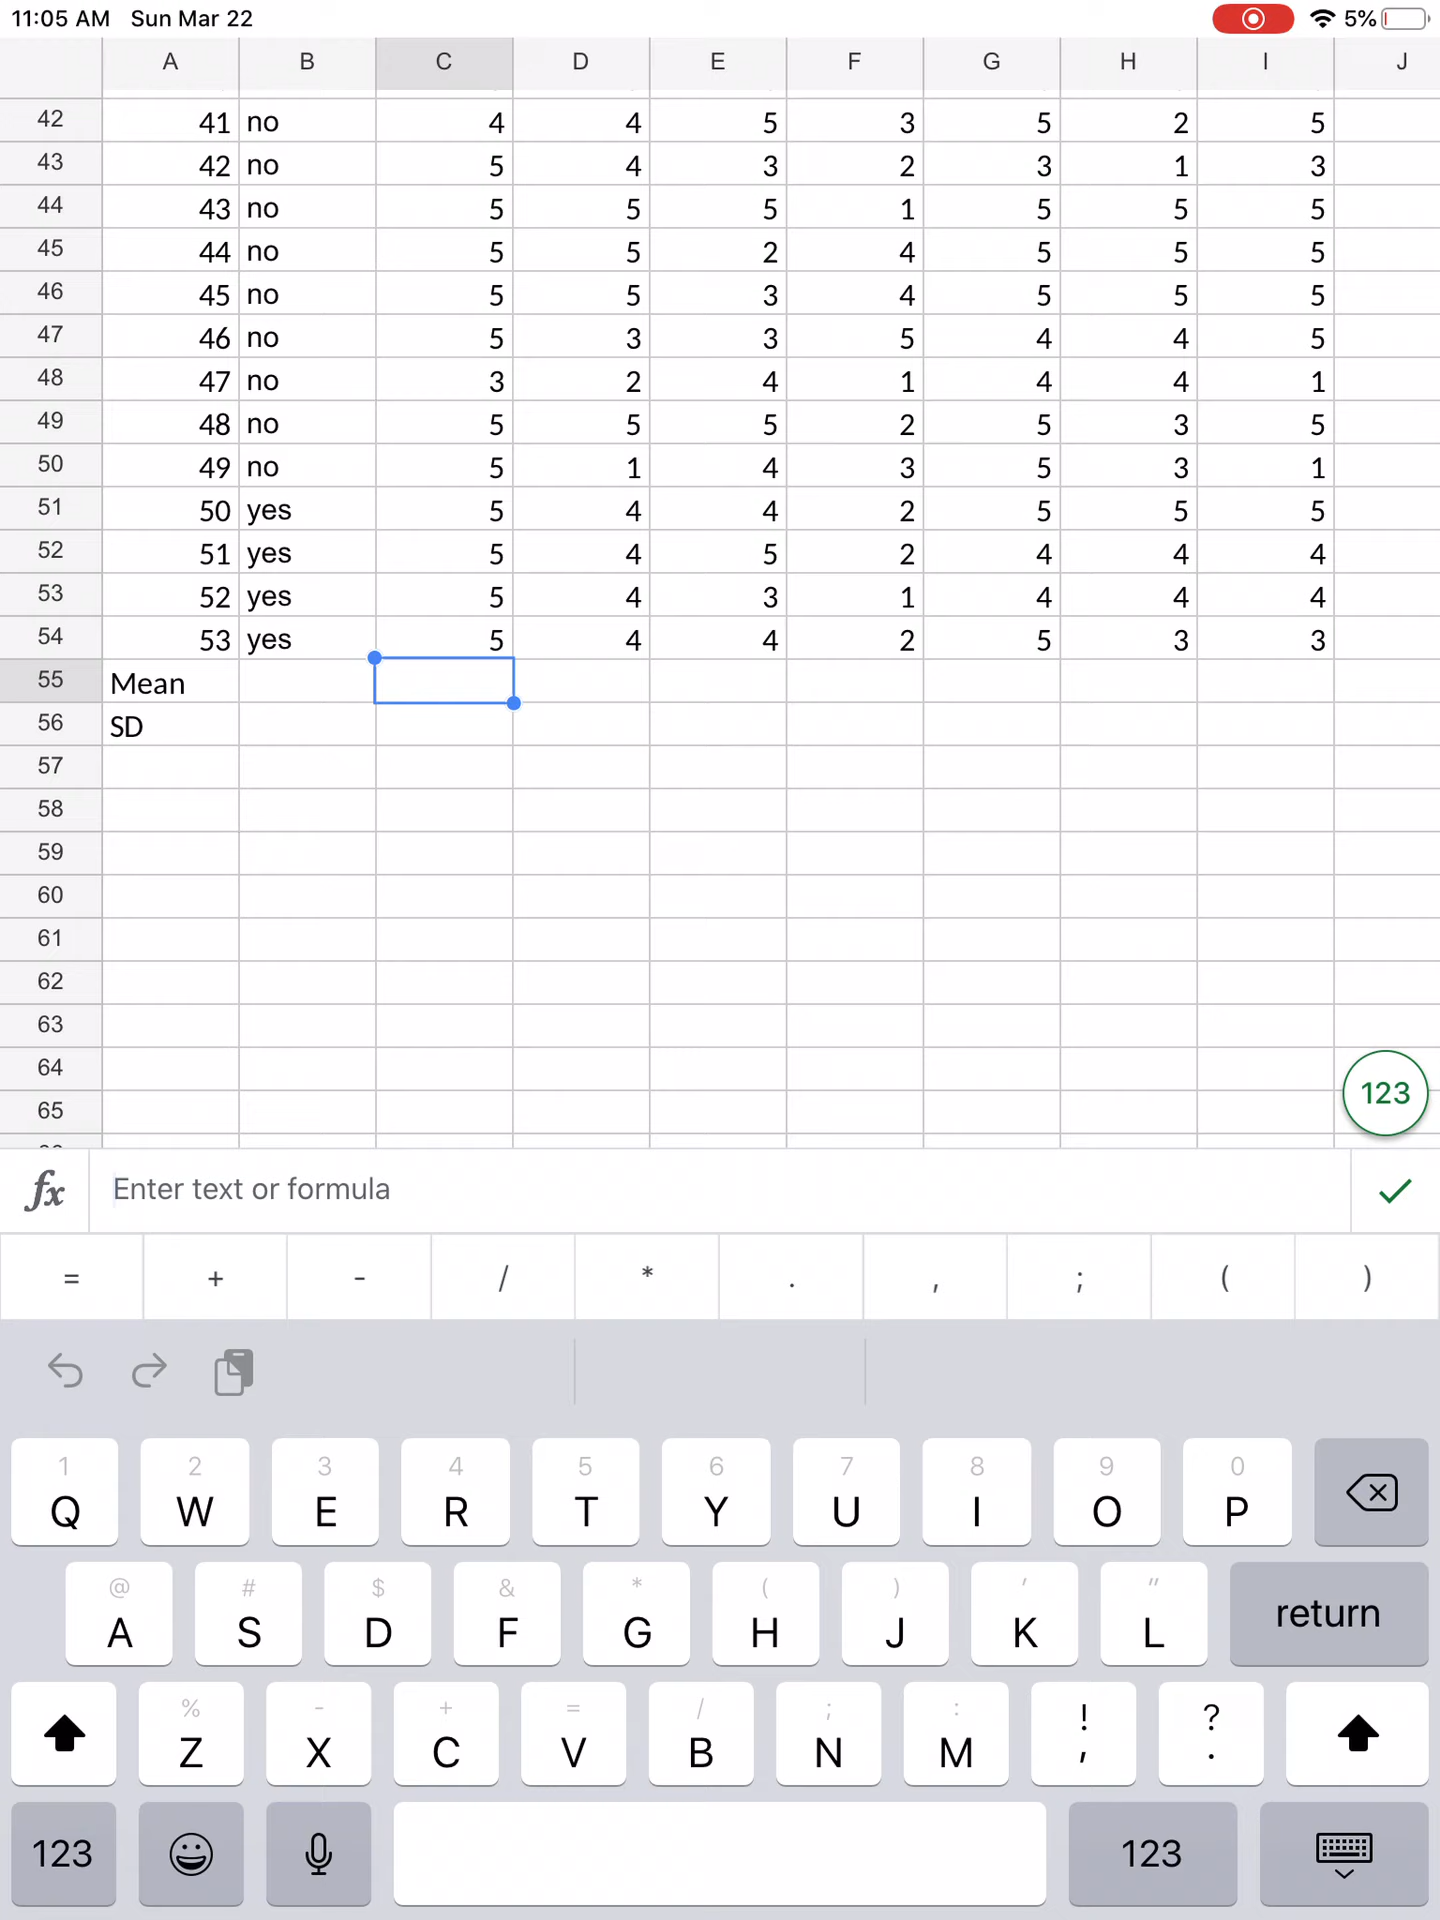 11:05 AM Sun Mar 22 5%
A B C D E F G H I J
42 41 no 4 4 5 3 5 2 5
43 42 no 5 4 3 2 3 1 3
44 43 no 5 5 5 1 5 5 5
45 44 no 5 5 2 4 5 5 5
46 45 no 5 5 3 4 5 5 5
47 46 no 5 3 3 5 4 4 5
48 47 no 3 2 4 1 4 4 1
49 48 no 5 5 5 2 5 3 5
50 49 no 5 1 4 3 5 3 1
51 50 yes 5 4 4 2 5 5 5
52 51 yes 5 4 5 2 4 4 4
53 52 yes 5 4 3 1 4 4 4
54 53 yes 5 4 4 2 5 3 3
55 Mean
56 SD
57
58
59
60
61
62
63
64
65
123
fx Enter text or formula
= + - / * . , ; ( )
1 2 3 4 5 6 7 8 9 0
Q W E R T Y U I O P
@ # $ & * ( ) ' "
A S D F G H J K L return
% - + = / ; : ! ?
Z X C V B N M , .
123 123